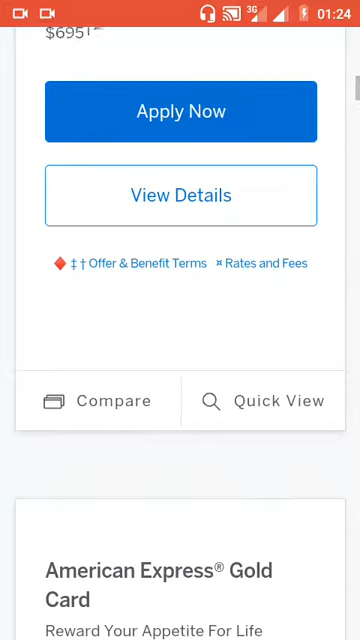 3G 01:24
$695†
Apply Now
View Details
♦ ‡ † Offer & Benefit Terms ¤ Rates and Fees
Compare
Quick View
American Express® Gold
Card
Reward Your Appetite For Life